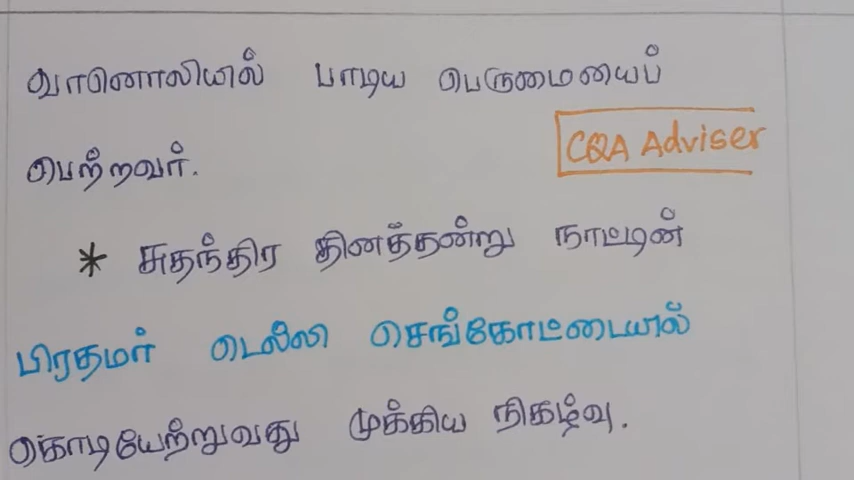 வானொலியில் பாடிய பெருமையைப்
பெற்றவர்.
CQA Adviser
* சுதந்திர தினத்தன்று நாட்டின்
பிரதமர் டெல்லி செங்கோட்டையில்
கொடியேற்றுவது முக்கிய நிகழ்வு.